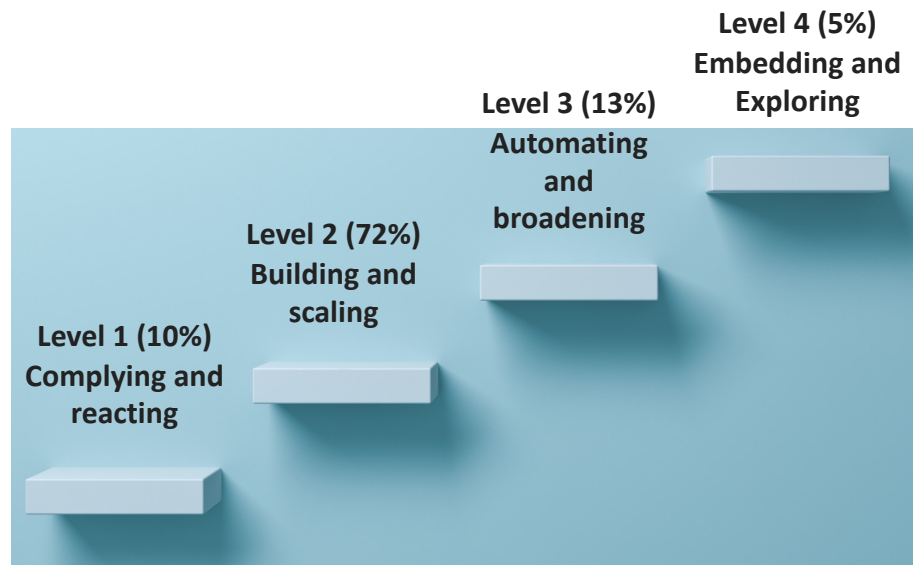 Level 1 (10%)
Complying and
reacting
Level 2 (72%)
Building and
scaling
Level 3 (13%)
Automating
and
broadening
Level 4 (5%)
Embedding and
Exploring